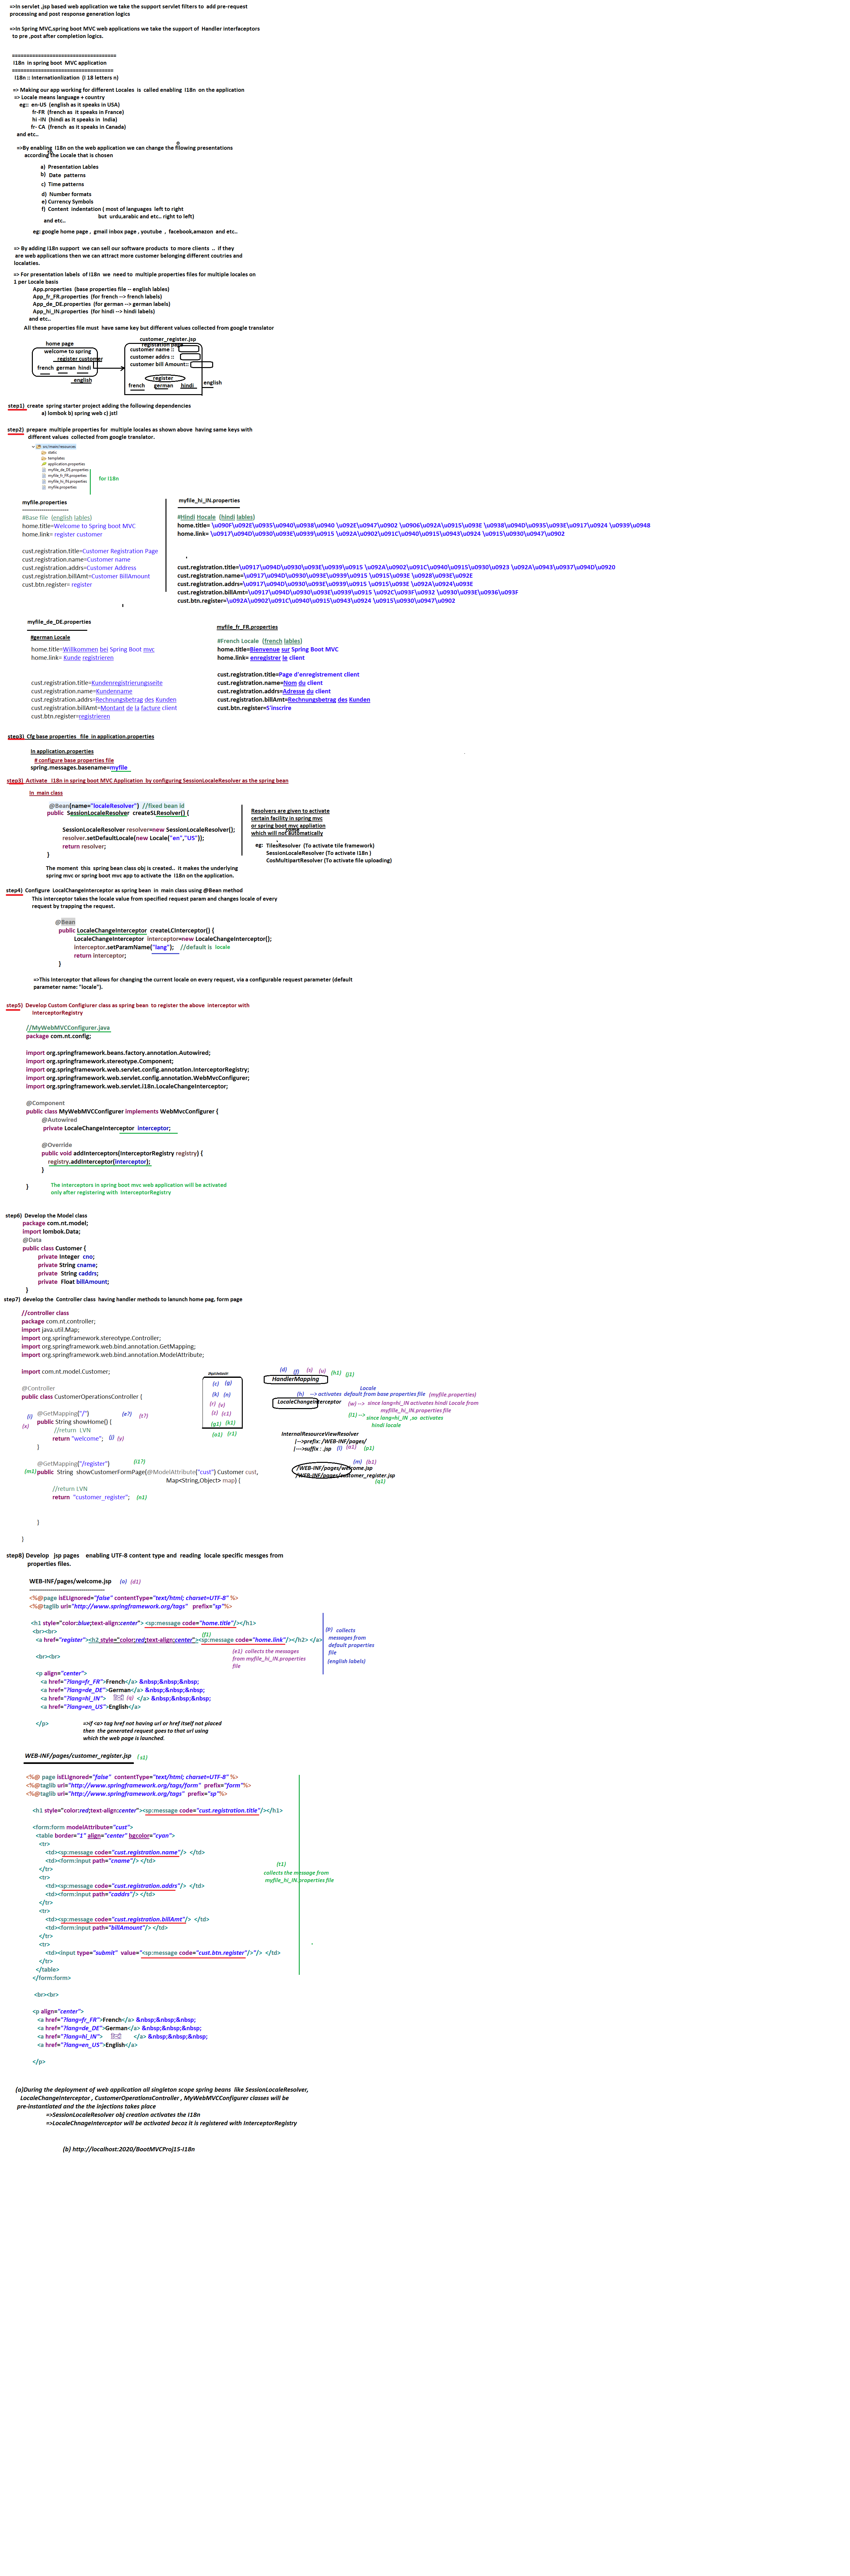 =>In servlet ,jsp based web application we take the support servlet filters to  add pre-request
processing and post response generation logics
=>In Spring MVC,spring boot MVC web applications we take the support of  Handler interfaceptors
to pre ,post after completion logics.
====================================
I18n  in spring boot  MVC application
===================================
I18n :: Internationlization  (I 18 letters n)
=> Making our app working for different Locales  is  called enabling  I18n  on the application
=> Locale means language + country
eg::  en-US  (english as it speaks in USA)
fr-FR  (french as  it speaks in France)
hi -IN  (hindi as it speaks in  India)
fr- CA  (french  as it speaks in Canada)
and etc..
=>By enabling  I18n on the web application we can change the fillowing presentations
according the Locale that is chosen
a)  Presentation Lables
b)  Date  patterns
c)  Time patterns
d)  Number formats
e) Currency Symbols
f)  Content  indentation ( most of languages  left to right
but  urdu,arabic and etc.. right to left)
and etc..
eg: google home page ,  gmail inbox page , youtube  ,  facebook,amazon  and etc..
=> By adding I18n support  we can sell our software products  to more clients  ..  if they
are web applications then we can attract more customer belonging different coutries and
localaties.
=> For presentation labels  of I18n  we  need to  multiple properties files for multiple locales on
1 per Locale basis
App.properties  (base properties file -- english lables)
App_fr_FR.properties  (for french --> french labels)
App_de_DE.properties  (for german --> german labels)
App_hi_IN.properties  (for hindi --> hindi labels)
and etc..
All these properties file must  have same key but different values collected from google translator
home page
welcome to spring
register customer
french  german  hindi
english
customer_register.jsp
registation page
customer name ::
customer addrs ::
customer bill Amount::
register
french  german  hindi  english
step1)  create  spring starter project adding the following dependencies
a) lombok b) spring web c) jstl
step2)  prepare  multiple properties for  multiple locales as shown above  having same keys with
different values  collected from google translator.
src/main/resources
static
templates
application.properties
myfile_de_DE.properties
myfile_fr_FR.properties
myfile_hi_IN.properties
myfile.properties
for I18n
myfile.properties
------------------------
#Base file  (english lables)
home.title=Welcome to Spring boot MVC
home.link= register customer
cust.registration.title=Customer Registration Page
cust.registration.name=Customer name
cust.registration.addrs=Customer Address
cust.registration.billAmt=Customer BillAmount
cust.btn.register= register
myfile_hi_IN.properties
#Hindi Hocale  (hindi lables)
home.title= \u090F\u092E\u0935\u0940\u0938\u0940 \u092E\u0947\u0902 \u0906\u092A\u0915\u093E \u0938\u094D\u0935\u093E\u0917\u0924 \u0939\u0948
home.link= \u0917\u094D\u0930\u093E\u0939\u0915 \u092A\u0902\u091C\u0940\u0915\u0943\u0924 \u0915\u0930\u0947\u0902
cust.registration.title=\u0917\u094D\u0930\u093E\u0939\u0915 \u092A\u0902\u091C\u0940\u0915\u0930\u0923 \u092A\u0943\u0937\u094D\u0920
cust.registration.name=\u0917\u094D\u0930\u093E\u0939\u0915 \u0915\u093E \u0928\u093E\u092E
cust.registration.addrs=\u0917\u094D\u0930\u093E\u0939\u0915 \u0915\u093E \u092A\u0924\u093E
cust.registration.billAmt=\u0917\u094D\u0930\u093E\u0939\u0915 \u092C\u093F\u0932 \u0930\u093E\u0936\u093F
cust.btn.register=\u092A\u0902\u091C\u0940\u0915\u0943\u0924 \u0915\u0930\u0947\u0902
myfile_de_DE.properties
#german Locale
home.title=Willkommen bei Spring Boot mvc
home.link= Kunde registrieren
cust.registration.title=Kundenregistrierungsseite
cust.registration.name=Kundenname
cust.registration.addrs=Rechnungsbetrag des Kunden
cust.registration.billAmt=Montant de la facture client
cust.btn.register=registrieren
myfile_fr_FR.properties
#French Locale  (french lables)
home.title=Bienvenue sur Spring Boot MVC
home.link= enregistrer le client
cust.registration.title=Page d'enregistrement client
cust.registration.name=Nom du client
cust.registration.addrs=Adresse du client
cust.registration.billAmt=Rechnungsbetrag des Kunden
cust.btn.register=S'inscrire
step3)  Cfg base properties   file  in application.properties
In application.properties
# configure base properties file
spring.messages.basename=myfile
step3)  Activate   I18n in spring boot MVC Application  by configuring SessionLocaleResolver as the spring bean
In  main class
@Bean(name="localeResolver")  //fixed bean id
public  SessionLocaleResolver  createSLResolver() {
SessionLocaleResolver resolver=new SessionLocaleResolver();
resolver.setDefaultLocale(new Locale("en","US"));
return resolver;
}
Resolvers are given to activate
certain facility in spring mvc
or spring boot mvc appliation
which will not automatically
come
eg:  TilesResolver  (To activate tile framework)
SessionLocaleResolver (To activate I18n )
CosMultipartResolver (To activate file uploading)
The moment  this  spring bean class obj is created..  it makes the underlying
spring mvc or spring boot mvc app to activate the  I18n on the application.
step4)  Configure  LocalChangeInterceptor as spring bean  in  main class using @Bean method
This interceptor takes the locale value from specified request param and changes locale of every
request by trapping the request.
@Bean
public LocaleChangeInterceptor  createLCInterceptor() {
LocaleChangeInterceptor  interceptor=new LocaleChangeInterceptor();
interceptor.setParamName("lang");   //default is  locale
return interceptor;
}
=>This Interceptor that allows for changing the current locale on every request, via a configurable request parameter (default
parameter name: "locale").
step5)  Develop Custom Configiurer class as spring bean  to register the above  interceptor with
InterceptorRegistry
//MyWebMVCConfigurer.java
package com.nt.config;
import org.springframework.beans.factory.annotation.Autowired;
import org.springframework.stereotype.Component;
import org.springframework.web.servlet.config.annotation.InterceptorRegistry;
import org.springframework.web.servlet.config.annotation.WebMvcConfigurer;
import org.springframework.web.servlet.i18n.LocaleChangeInterceptor;
@Component
public class MyWebMVCConfigurer implements WebMvcConfigurer {
@Autowired
private LocaleChangeInterceptor  interceptor;
@Override
public void addInterceptors(InterceptorRegistry registry) {
registry.addInterceptor(interceptor);
}
}
The interceptors in spring boot mvc web application will be activated
only after registering with  InterceptorRegistry
step6)  Develop the Model class
package com.nt.model;
import lombok.Data;
@Data
public class Customer {
private Integer  cno;
private String cname;
private  String caddrs;
private  Float billAmount;
}
step7)  develop the  Controller class  having handler methods to lanunch home pag, form page
//controller class
package com.nt.controller;
import java.util.Map;
import org.springframework.stereotype.Controller;
import org.springframework.web.bind.annotation.GetMapping;
import org.springframework.web.bind.annotation.ModelAttribute;
import com.nt.model.Customer;
@Controller
public class CustomerOperationsController {
(i)  @GetMapping("/")  (e?)  (t?)
(x)  public String showHome() {
//return  LVN
return "welcome";  (j)  (y)
}
@GetMapping("/register")  (i1?)
(m1) public  String  showCustomerFormPage(@ModelAttribute("cust") Customer cust,
Map<String,Object> map) {
//return LVN
return  "customer_register";  (n1)
}
}
(c)  (g)
(k)  (n)
(r)  (v)
(z)  (c1)
(g1)  (k1)
(o1)  (r1)
(d)  (f)  (s)  (u)  (h1)  (j1)
HandlerMapping
Locale
(h)  --> activates  default from base properties file  (myfile.properties)
LocaleChangeInterceptor  (w) -->  since lang=hi_IN activates hindi Locale from
myfille_hi_IN.properties file
(l1) -->
since lang=hi_IN ,so  activates
hindi locale
InternalResourceViewResolver
|-->prefix: /WEB-INF/pages/
|--->suffix : .jsp  (l)  (a1)  (p1)
(m)  (b1)
/WEB-INF/pages/welcome.jsp
/WEB-INF/pages/customer_register.jsp
(q1)
step8)  Develop   jsp pages    enabling UTF-8 content type and  reading  locale specific messges from
properties files.
WEB-INF/pages/welcome.jsp  (o)  (d1)
---------------------------------------
<%@page isELIgnored="false" contentType="text/html; charset=UTF-8" %>
<%@taglib uri="http://www.springframework.org/tags"  prefix="sp"%>
<h1 style="color:blue;text-align:center"> <sp:message code="home.title"/></h1>
<br><br>  (f1)
<a href="register"><h2 style="color:red;text-align:center"><sp:message code="home.link"/></h2> </a>
<br><br>
(e1)  collects the messages
from myfile_hi_IN.properties
file
(p)  collects
messages from
default properties
file
(english labels)
<p align="center">
<a href="?lang=fr_FR">French</a> &nbsp;&nbsp;&nbsp;
<a href="?lang=de_DE">German</a> &nbsp;&nbsp;&nbsp;
<a href="?lang=hi_IN">  (q)  </a> &nbsp;&nbsp;&nbsp;
<a href="?lang=en_US">English</a>
</p>
=>if <a> tag href not having url or href itself not placed
then  the generated request goes to that url using
which the web page is launched.
WEB-INF/pages/customer_register.jsp  ( s1)
<%@ page isELIgnored="false"  contentType="text/html; charset=UTF-8" %>
<%@taglib uri="http://www.springframework.org/tags/form"  prefix="form"%>
<%@taglib uri="http://www.springframework.org/tags"  prefix="sp"%>
<h1 style="color:red;text-align:center"><sp:message code="cust.registration.title"/></h1>
<form:form modelAttribute="cust">
<table border="1" align="center" bgcolor="cyan">
<tr>
<td><sp:message code="cust.registration.name"/>  </td>
<td><form:input path="cname"/> </td>
</tr>
<tr>
<td><sp:message code="cust.registration.addrs"/>  </td>
<td><form:input path="caddrs"/> </td>
</tr>
<tr>
<td><sp:message code="cust.registration.billAmt"/>  </td>
<td><form:input path="billAmount"/> </td>
</tr>
<tr>
<td><input type="submit"  value="<sp:message code="cust.btn.register"/>"/>  </td>
</tr>
</table>
</form:form>
(t1)
collects the message from
myfile_hi_IN.properties file
<br><br>
<p align="center">
<a href="?lang=fr_FR">French</a> &nbsp;&nbsp;&nbsp;
<a href="?lang=de_DE">German</a> &nbsp;&nbsp;&nbsp;
<a href="?lang=hi_IN">  </a> &nbsp;&nbsp;&nbsp;
<a href="?lang=en_US">English</a>
</p>
(a)During the deployment of web application all singleton scope spring beans  like SessionLocaleResolver,
LocaleChangeInterceptor , CustomerOperationsController , MyWebMVCConfigurer classes will be
pre-Instantiated and the the injections takes place
=>SessionLocaleResolver obj creation activates the I18n
=>LocaleChnageInterceptor will be activated becoz it is registered with InterceptorRegistry
(b) http://localhost:2020/BootMVCProj15-I18n